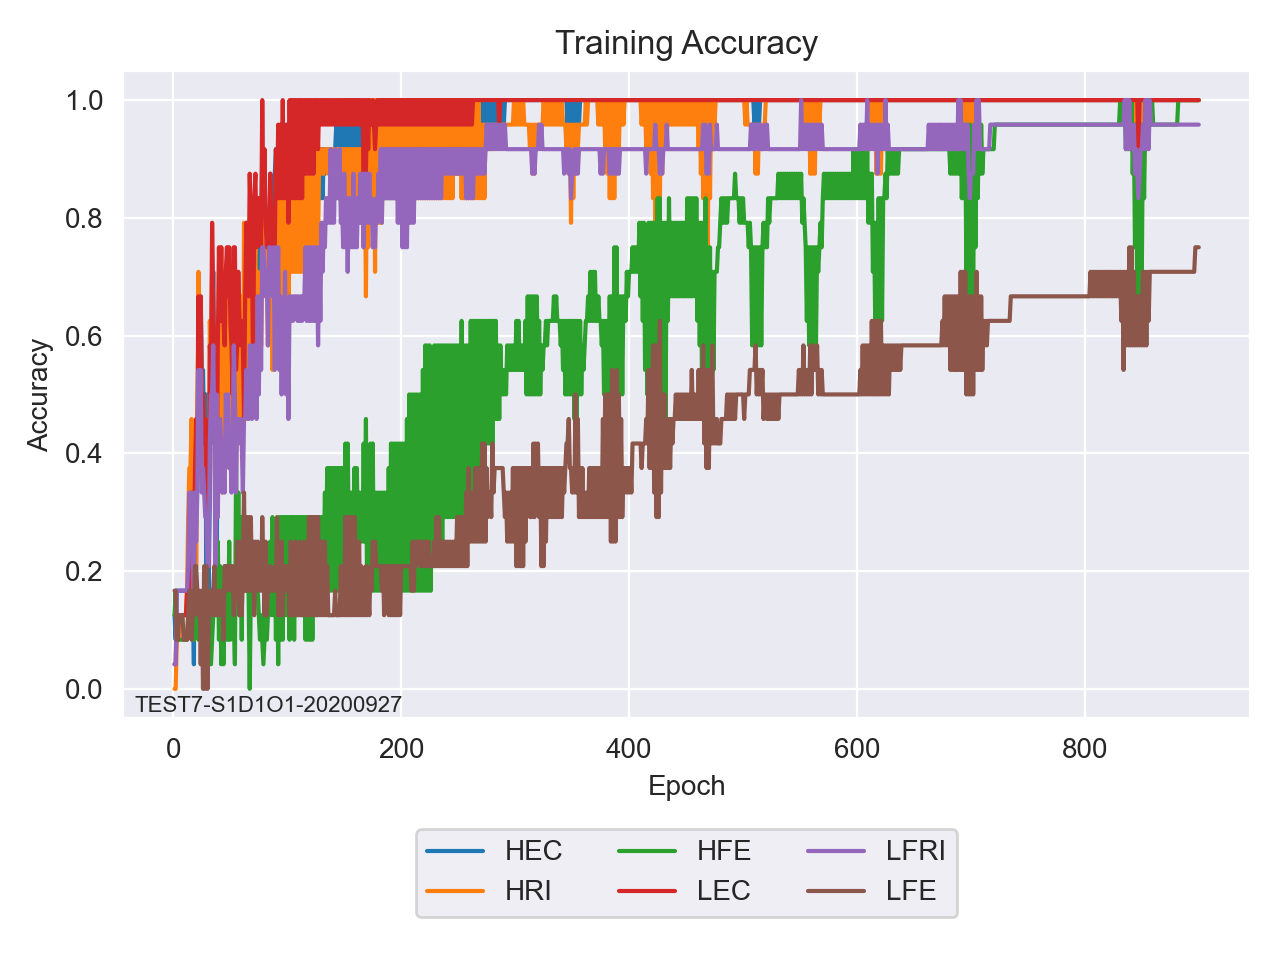 Training Accuracy
1.0
0.8
0.6
0.4
0.2
0.0
Accuracy
TEST7-S1D1O1-20200927
0 200 400 600 800
Epoch
HEC HFE LFRI
HRI LEC LFE